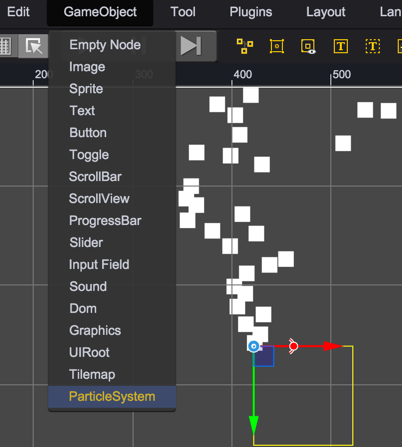 Edit GameObject Tool Plugins Layout Lan
Empty Node
Image
Sprite
Text
Button
Toggle
ScrollBar
ScrollView
ProgressBar
Slider
Input Field
Sound
Dom
Graphics
UIRoot
Tilemap
ParticleSystem
T T
200 300 400 500